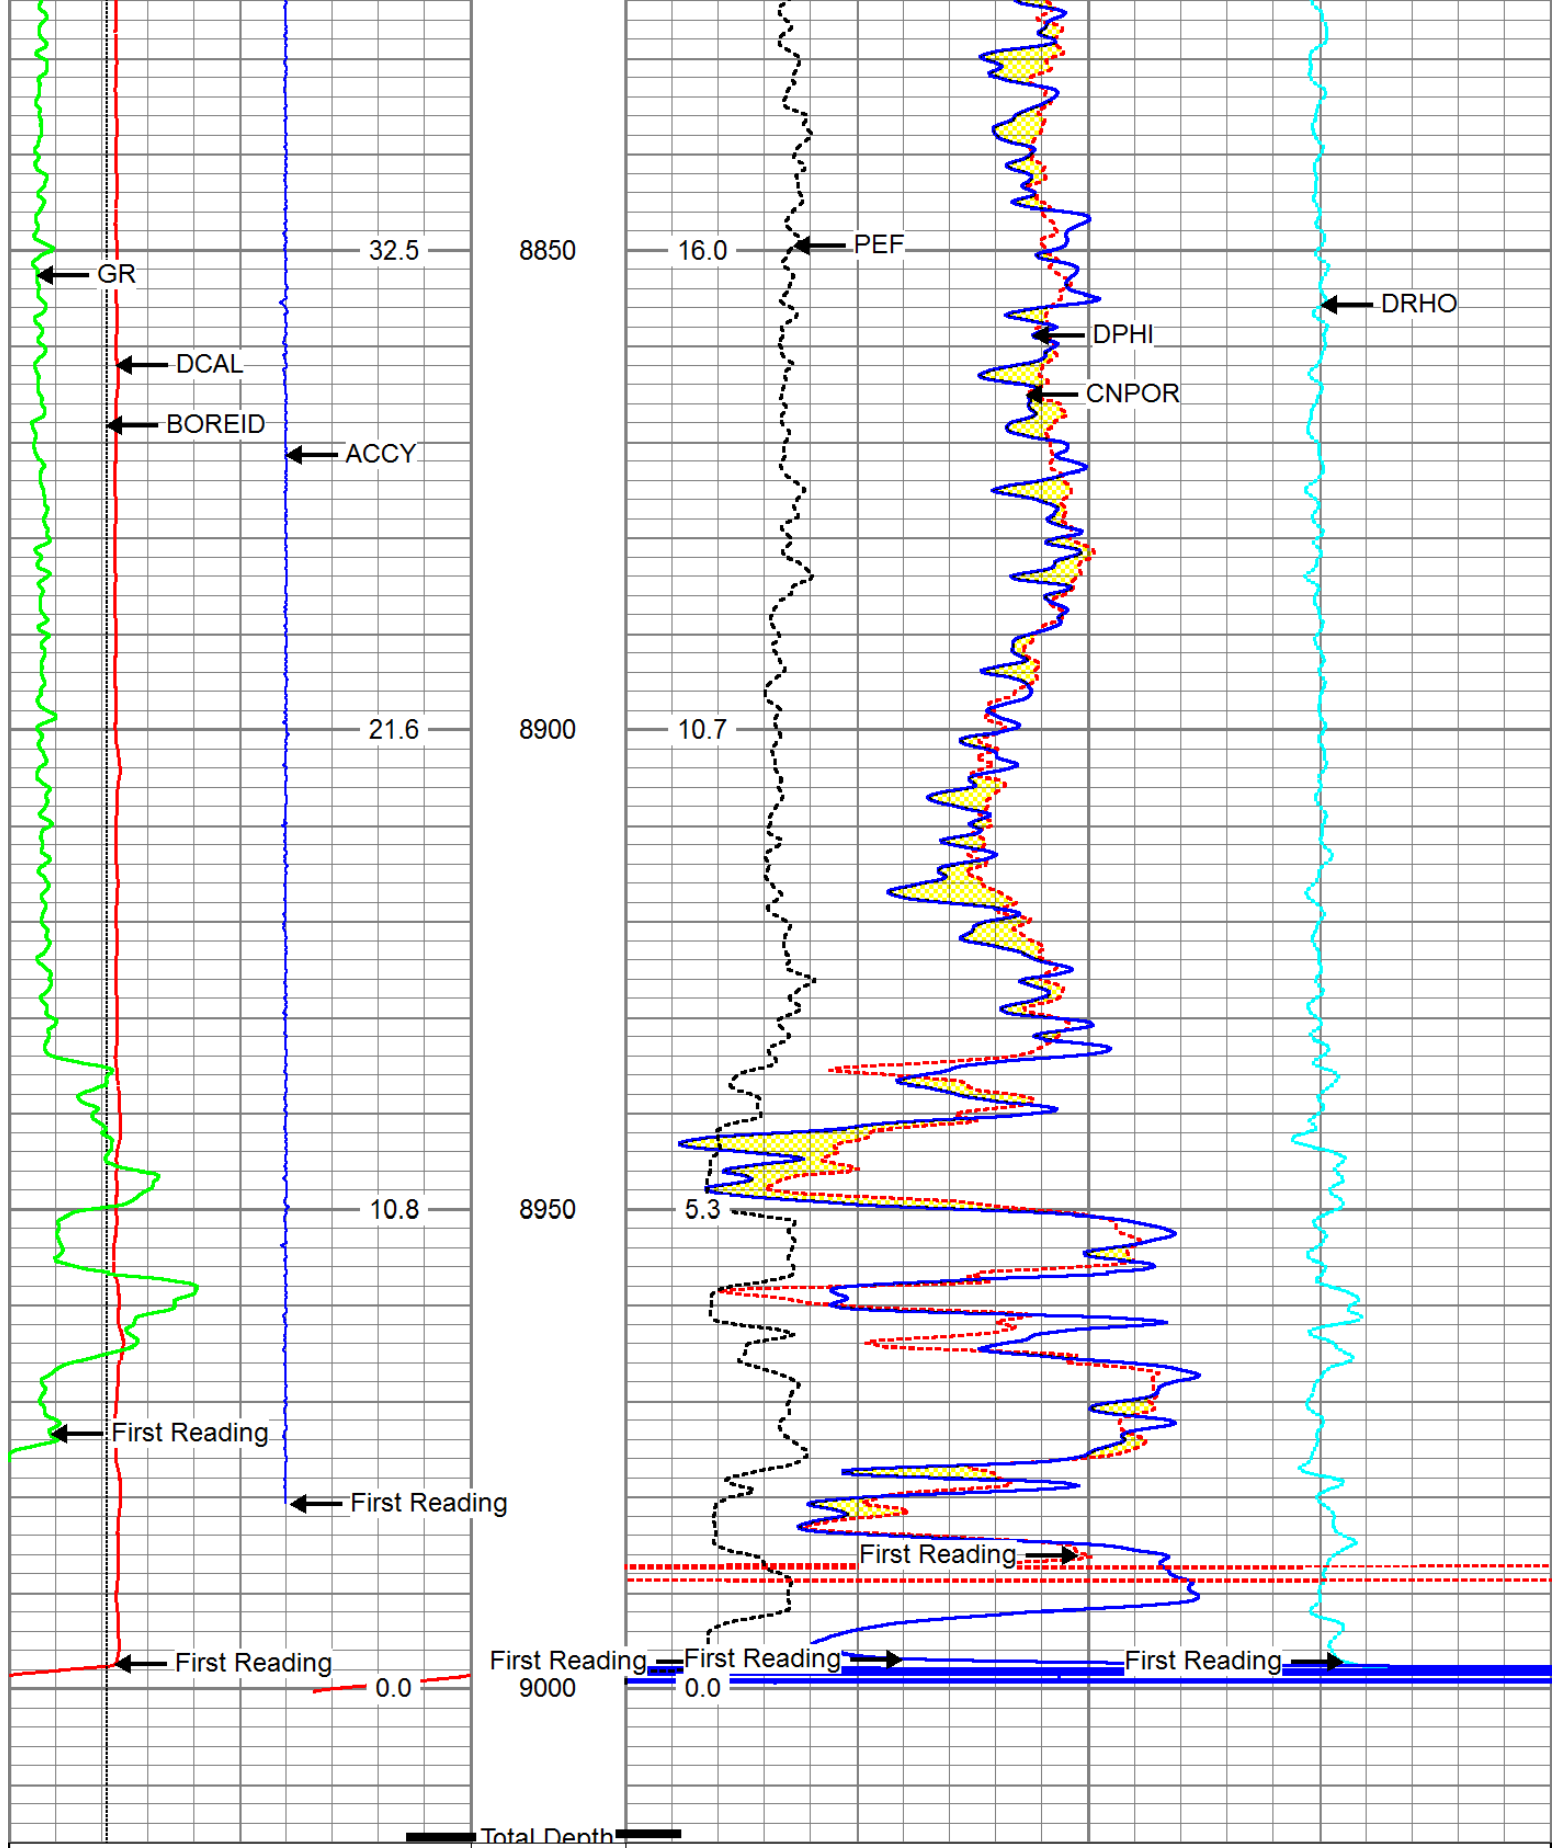 32.5 8850 16.0 PEF
GR
DRHO
DPHI
DCAL
CNPOR
BOREID
ACCY
21.6 8900 10.7
10.8 8950 5.3
First Reading
First Reading
First Reading
First Reading First Reading First Reading First Reading
0.0 9000 0.0
Total Depth